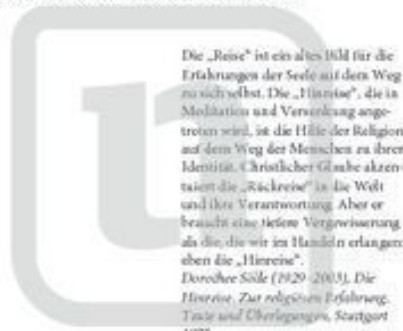 Die „Reise“ ist ein altes Bild für die
Erfahrungen der Seele auf dem Weg
zu sich selbst. Die „Hinreise“, die in
Meditation und Versenkung ange-
treten wird, ist die Hilfe der Religion
auf dem Weg der Menschen zu ihrer
Identität. Christlicher Glaube akzen-
tuiert die „Rückreise“ in die Welt
und ihre Verantwortung. Aber er
braucht eine tiefere Vergewisserung
als die, die wir im Handeln erlangen:
eben die „Hinreise“.
Dorothee Sölle (1929–2003), Die
Hinreise. Zur religiösen Erfahrung.
Texte und Überlegungen, Stuttgart